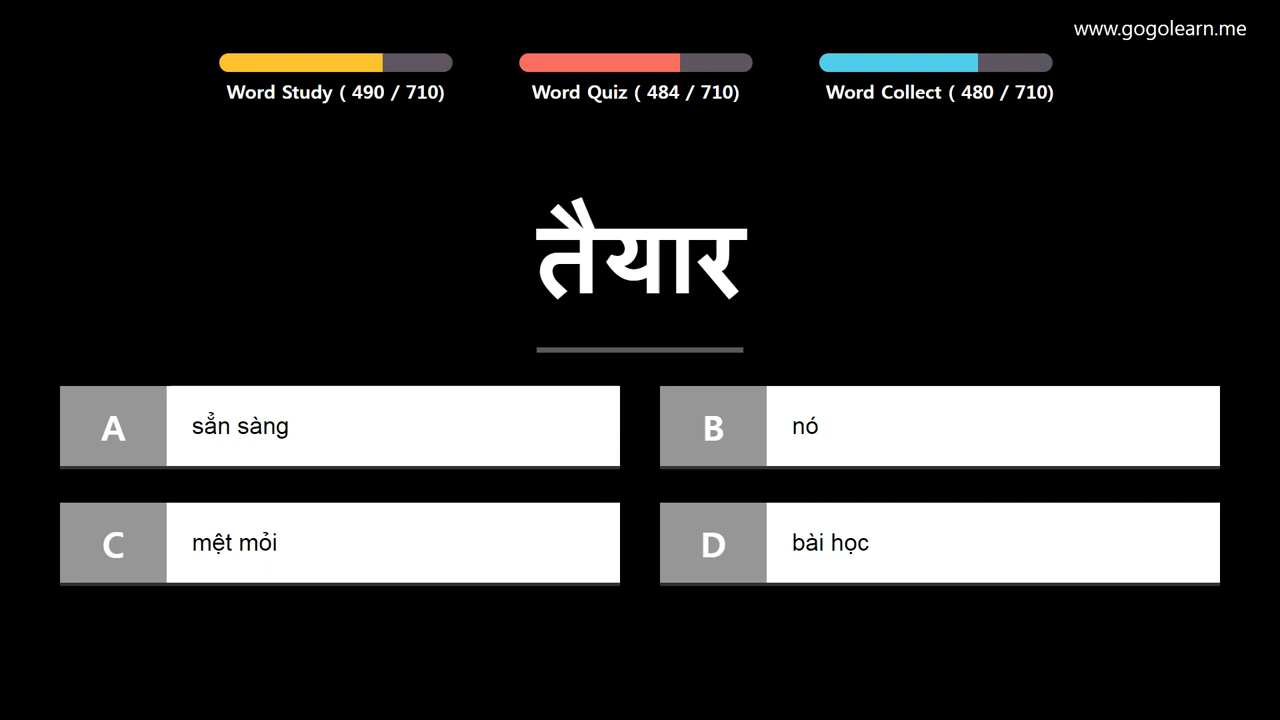 www.gogolearn.me
Word Study ( 490 / 710)
Word Quiz ( 484 / 710)
Word Collect ( 480 / 710)
तैयार
A
sẳn sàng
B
nó
C
mệt mỏi
D
bài học